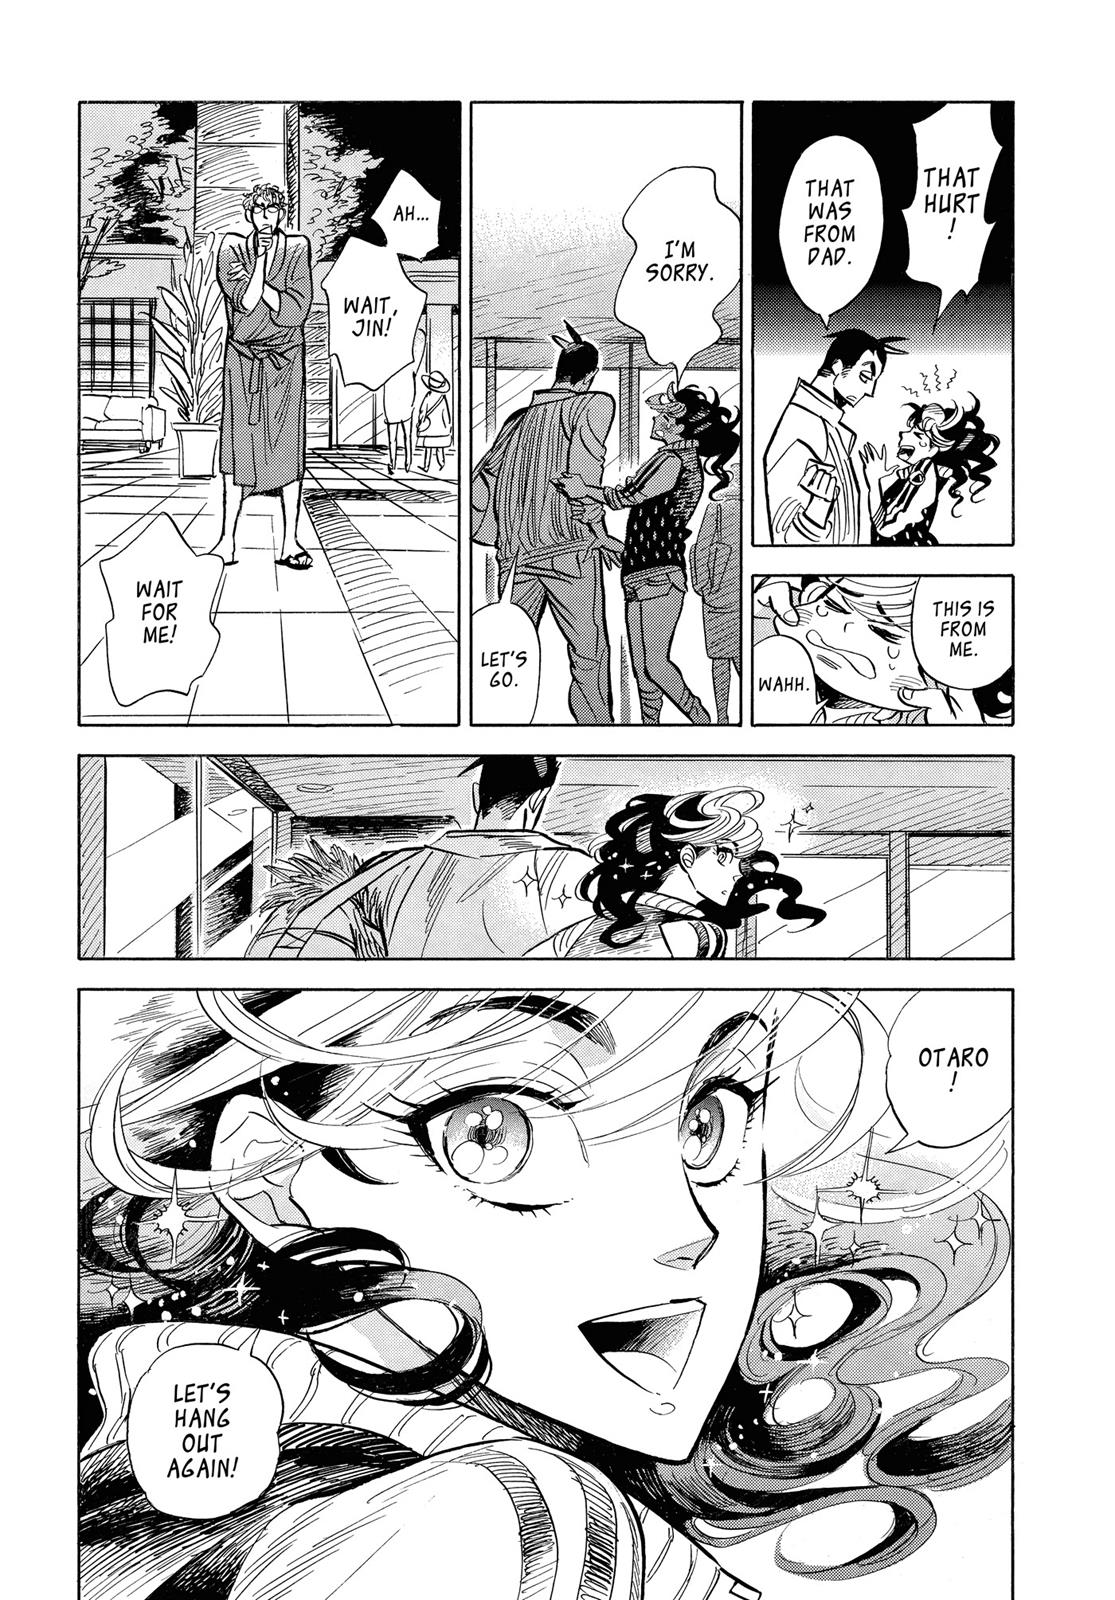 THAT
HURT
!
THAT
WAS
FROM
DAD.
THIS IS
FROM
ME.
WAHH.
I'M
SORRY.
LET'S
GO.
AH...
WAIT,
JIN!
WAIT
FOR
ME!
OTARO
!
LET'S
HANG
OUT
AGAIN!